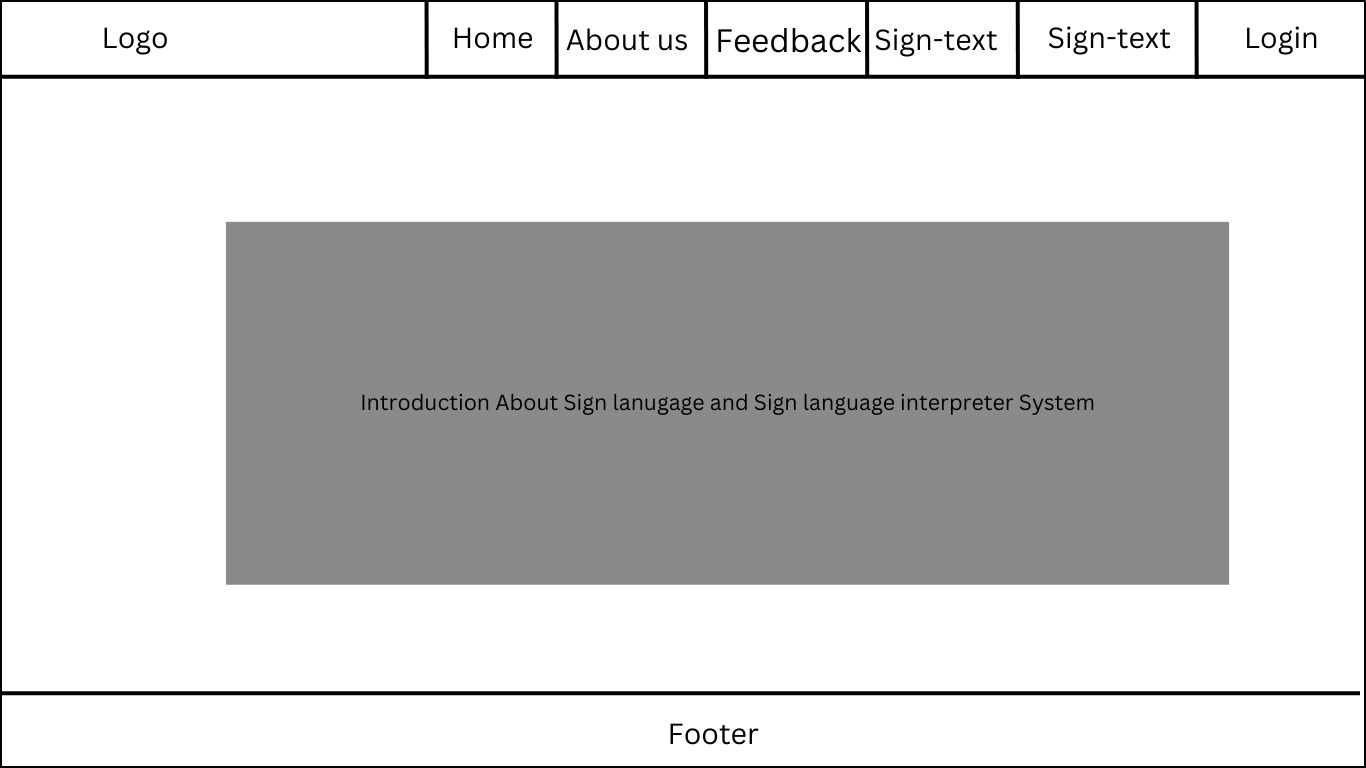 Logo
Home
About us
Feedback
Sign-text
Sign-text
Login
Introduction About Sign lanugage and Sign language interpreter System
Footer